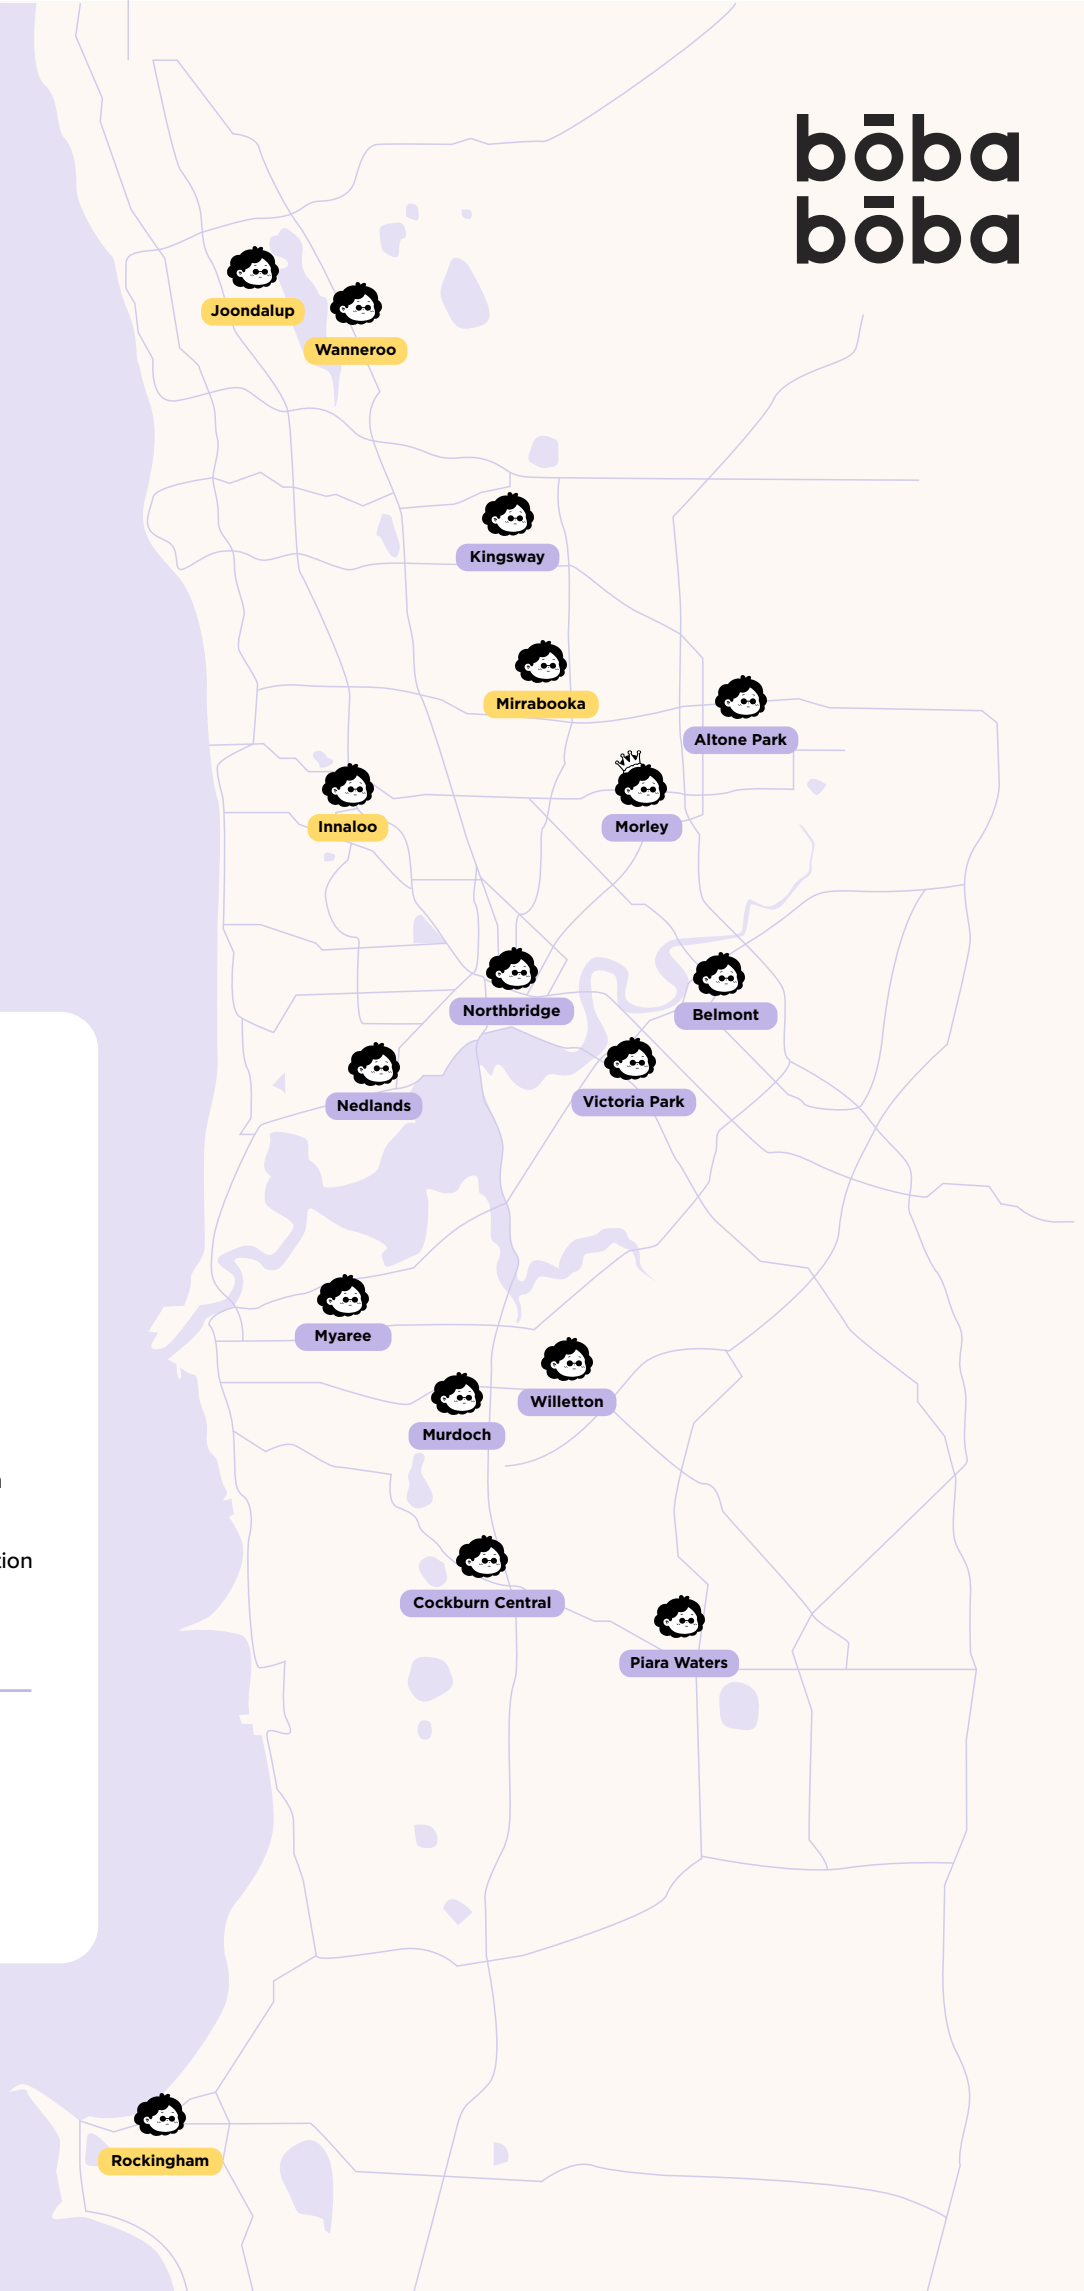 bōba
bōba
Joondalup
Wanneroo
Kingsway
Mirrabooka
Altone Park
Innaloo
Morley
Northbridge
Belmont
Nedlands
Victoria Park
Myaree
Willetton
Murdoch
tion
Cockburn Central
Piara Waters
Rockingham